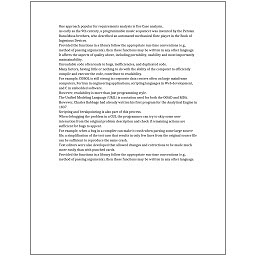 One approach popular for requirements analysis is Use Case analysis.
As early as the 9th century, a programmable music sequencer was invented by the Persian
Banu Musa brothers, who described an automated mechanical flute player in the Book of
Ingenious Devices.
Provided the functions in a library follow the appropriate run-time conventions (e.g.,
method of passing arguments), then these functions may be written in any other language.
It affects the aspects of quality above, including portability, usability and most importantly
maintainability.
Unreadable code often leads to bugs, inefficiencies, and duplicated code.
Many factors, having little or nothing to do with the ability of the computer to efficiently
compile and execute the code, contribute to readability.
For example, COBOL is still strong in corporate data centers often on large mainframe
computers, Fortran in engineering applications, scripting languages in Web development,
and C in embedded software.
However, readability is more than just programming style.
The Unified Modeling Language (UML) is a notation used for both the OOAD and MDA.
However, Charles Babbage had already written his first program for the Analytical Engine in
1837.
Scripting and breakpointing is also part of this process.
When debugging the problem in a GUI, the programmer can try to skip some user
interaction from the original problem description and check if remaining actions are
sufficient for bugs to appear.
For example, when a bug in a compiler can make it crash when parsing some large source
file, a simplification of the test case that results in only few lines from the original source file
can be sufficient to reproduce the same crash.
Text editors were also developed that allowed changes and corrections to be made much
more easily than with punched cards.
Provided the functions in a library follow the appropriate run-time conventions (e.g.,
method of passing arguments), then these functions may be written in any other language.